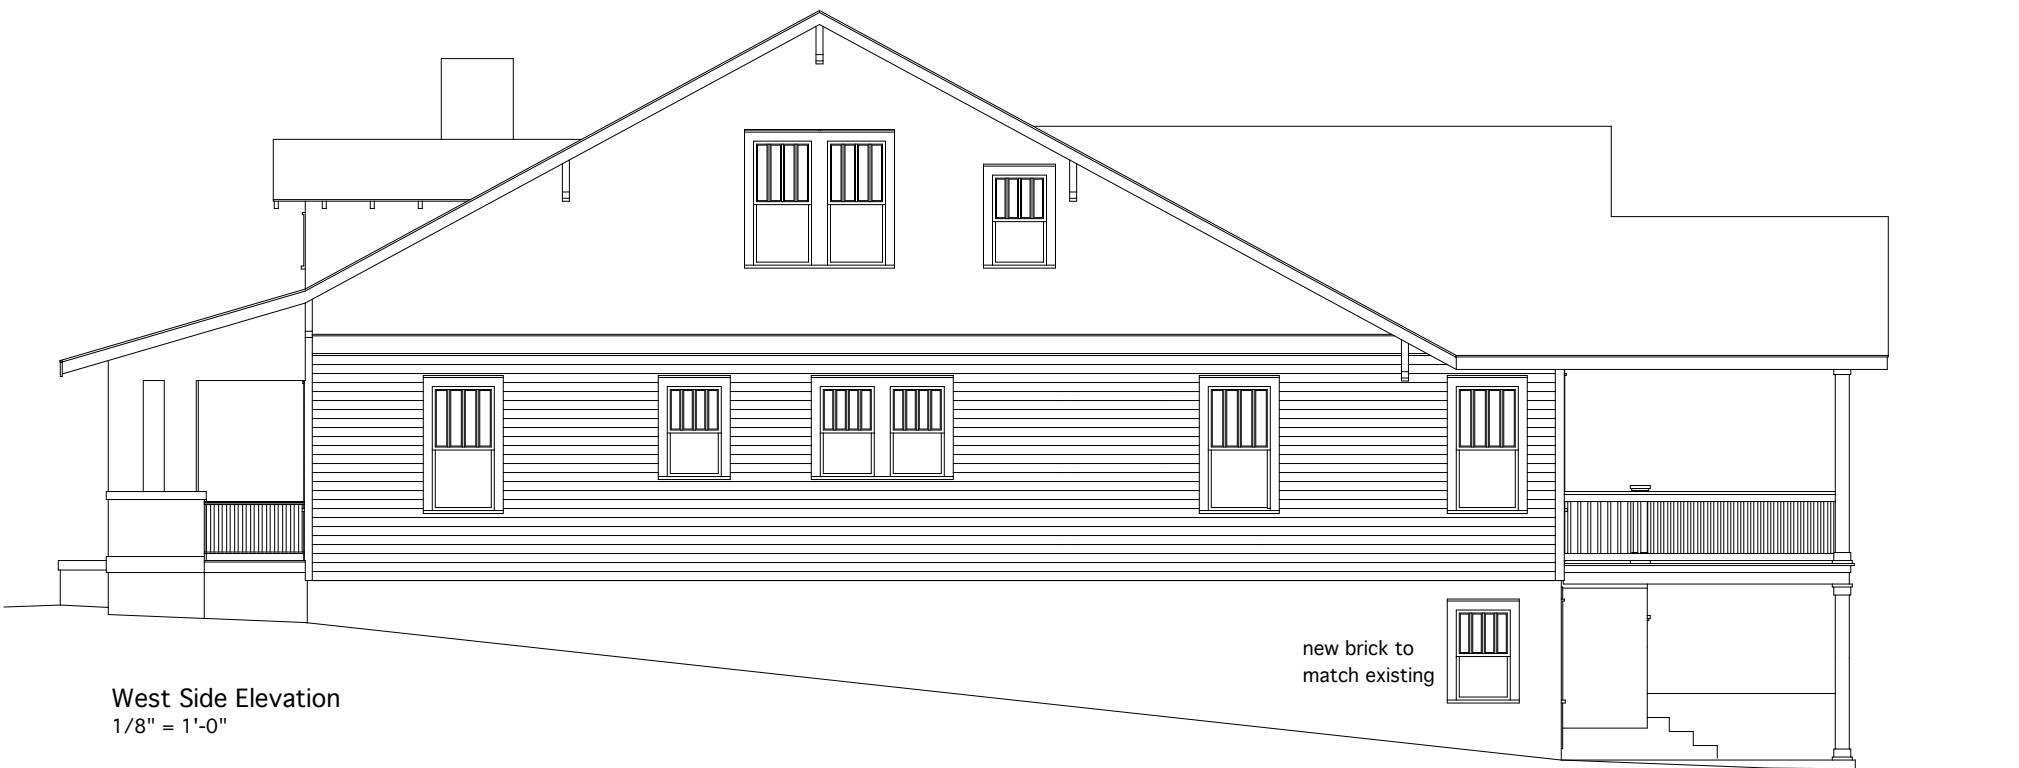 new brick to
match existing
West Side Elevation
1/8" = 1'-0"